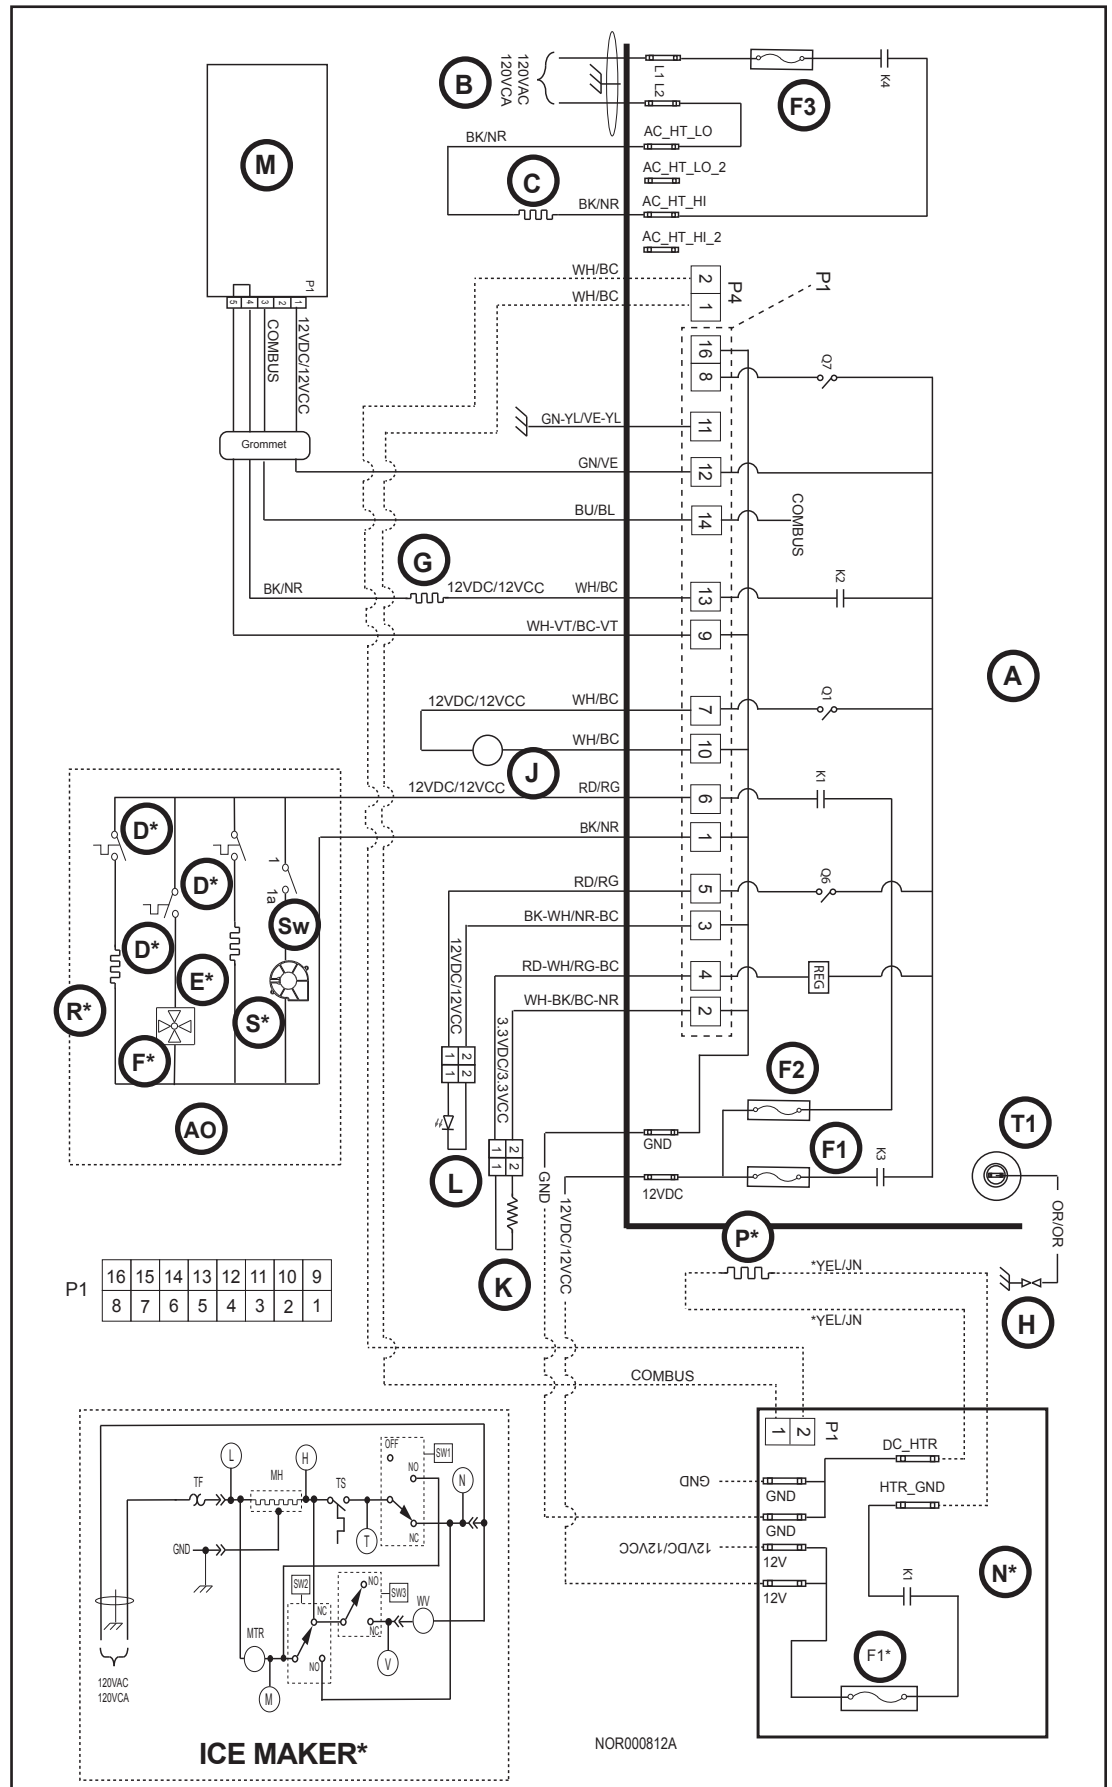 B
120VAC
120VCA
L1 L2
F3
K4
M
BK/NR
AC_HT_LO
C
AC_HT_LO_2
BK/NR
AC_HT_HI
AC_HT_HI_2
WH/BC
2
P4
P1
WH/BC
1
P1
5 4 3 2 1
COMBUS
12VDC/12VCC
16
8
Q7
GN-YL/VE-YL
11
Grommet
GN/VE
12
BU/BL
14
COMBUS
G
BK/NR
12VDC/12VCC
WH/BC
13
K2
WH-VT/BC-VT
9
A
12VDC/12VCC
WH/BC
7
Q1
WH/BC
10
J
12VDC/12VCC
RD/RG
6
K1
BK/NR
1
D*
1
1a
D*
Sw
D*
E*
S*
R*
F*
AO
RD/RG
5
Q6
BK-WH/NR-BC
3
12VDC/12VCC
RD-WH/RG-BC
4
REG
WH-BK/BC-NR
2
3.3VDC/3.3VCC
1 2
1 2
L
1 2
1 2
K
F2
GND
F1
K3
12VDC
T1
OR/OR
H
GND
12VDC/12VCC
P*
*YEL/JN
*YEL/JN
P1
16 15 14 13 12 11 10 9
8 7 6 5 4 3 2 1
COMBUS
1 2
P1
DC_HTR
GND
GND
HTR_GND
GND
12VDC/12VCC
12V
12V
K1
N*
F1*
OFF
SW1
L
H
NO
N
TF
MH
TS
T
NC
GND
SW2
NO
SW3
NC
WV
MTR
NC
V
NO
M
120VAC
120VCA
ICE MAKER*
NOR000812A